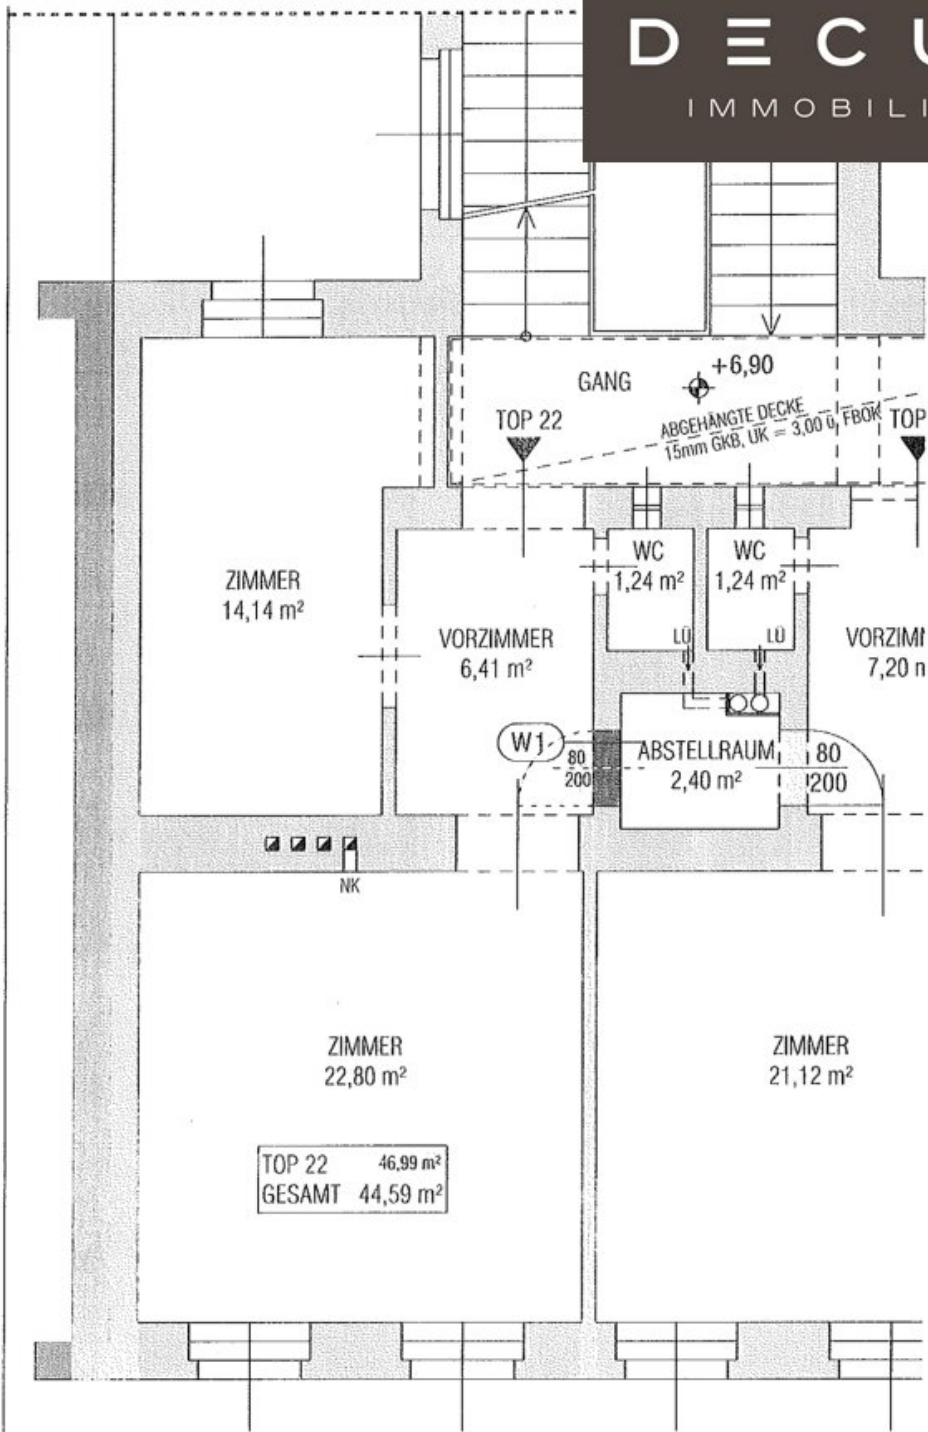 DECU
IMMOBILI
GANG
+6,90
TOP 22
ABGEHÄNGTE DECKE
15mm GKB, UK = 3,00 ü. FBOK
TOP
WC
1,24 m²
WC
1,24 m²
ZIMMER
14,14 m²
VORZIMMER
6,41 m²
LÜ
LÜ
VORZIM
7,20
W1
80
200
ABSTELLRAUM
2,40 m²
80
200
NK
ZIMMER
22,80 m²
ZIMMER
21,12 m²
TOP 22 46,99 m²
GESAMT 44,59 m²